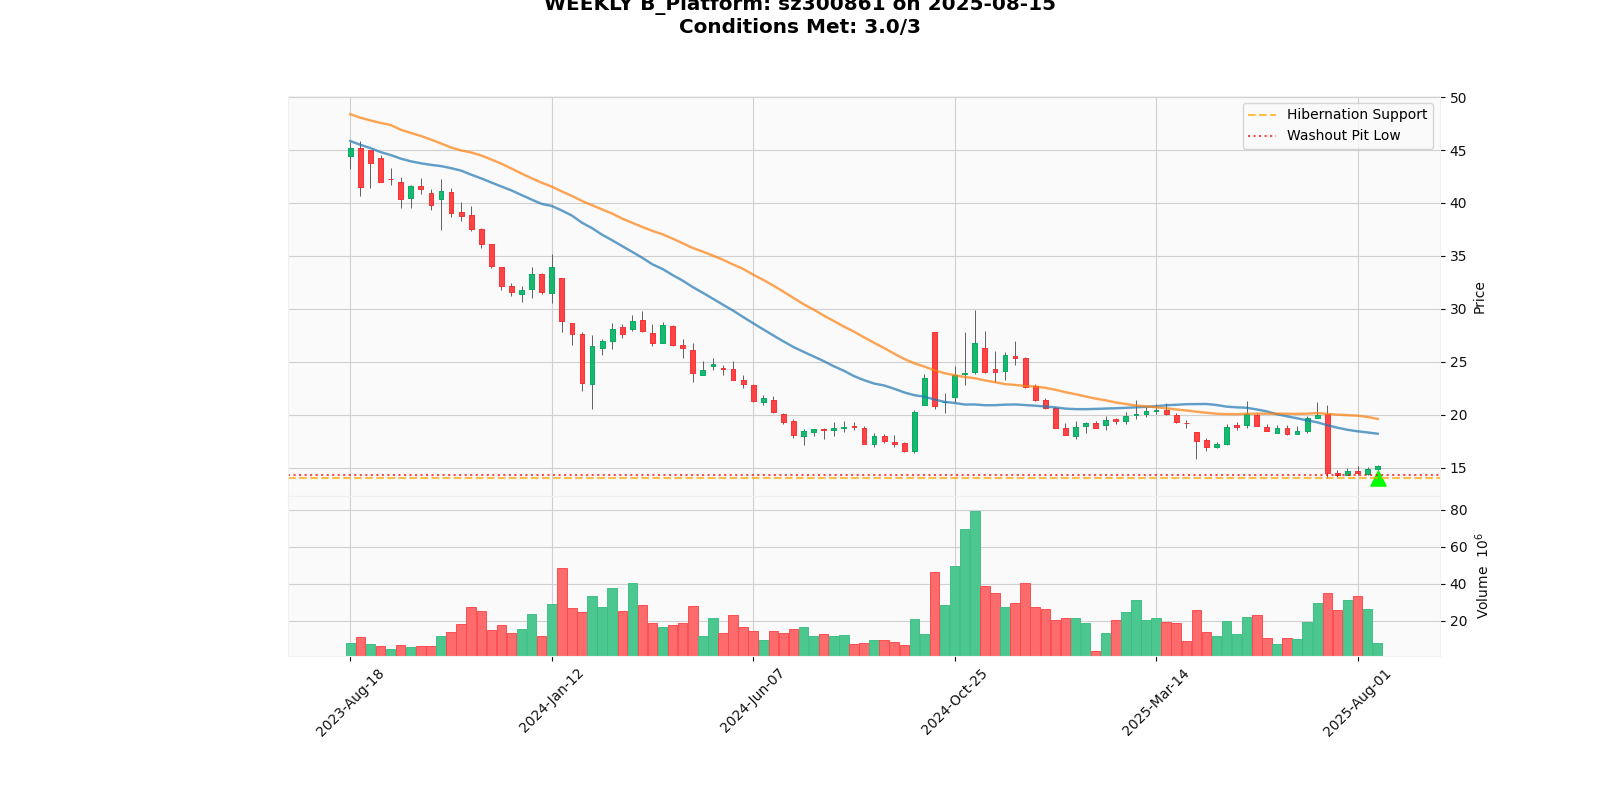 WEEKLY B_Platform: sz300861 on 2025-08-15
Conditions Met: 3.0/3
Hibernation Support
Washout Pit Low
50
45
40
35
30
25
20
15
Price
80
60
40
20
Volume 10⁶
2023-Aug-18
2024-Jan-12
2024-Jun-07
2024-Oct-25
2025-Mar-14
2025-Aug-01